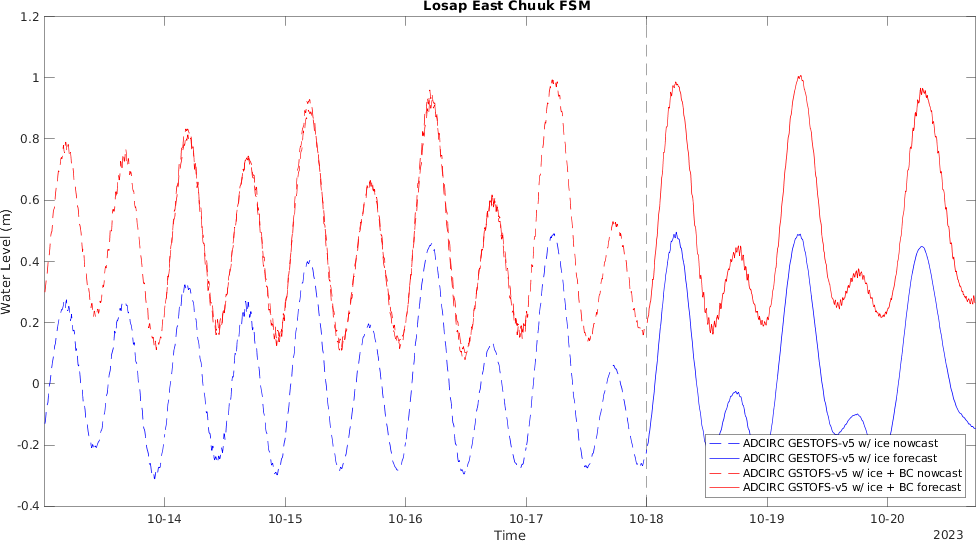 Losap East Chuuk FSM
1.2
1
0.8
0.6
0.4
0.2
0
-0.2
-0.4
Water Level (m)
ADCIRC GESTOFS-v5 w/ ice nowcast
ADCIRC GESTOFS-v5 w/ ice forecast
ADCIRC GSTOFS-v5 w/ ice + BC nowcast
ADCIRC GSTOFS-v5 w/ ice + BC forecast
10-14 10-15 10-16 10-17 10-18 10-19 10-20
Time
2023